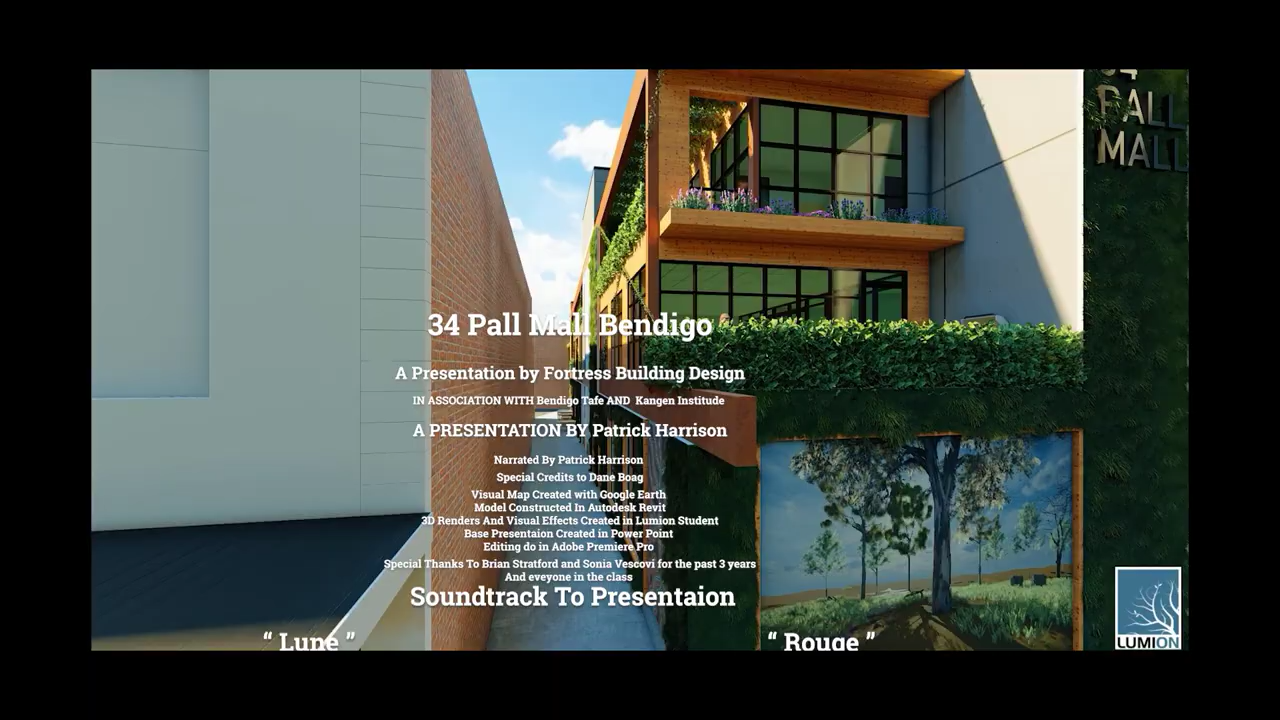 34
PALL
MALL
34 Pall Mall Bendigo
A Presentation by Fortress Building Design
IN ASSOCIATION WITH Bendigo Tafe AND Kangen Institude
A PRESENTATION BY Patrick Harrison
Narrated By Patrick Harrison
Special Credits to Dane Boag
Visual Map Created with Google Earth
Model Constructed In Autodesk Revit
3D Renders And Visual Effects Created in Lumion Student
Base Presentaion Created in Power Point
Editing do in Adobe Premiere Pro
Special Thanks To Brian Stratford and Sonia Vescovi for the past 3 years
And eveyone in the class
Soundtrack To Presentaion
“ Lune ”
“ Rouge ”
LUMION